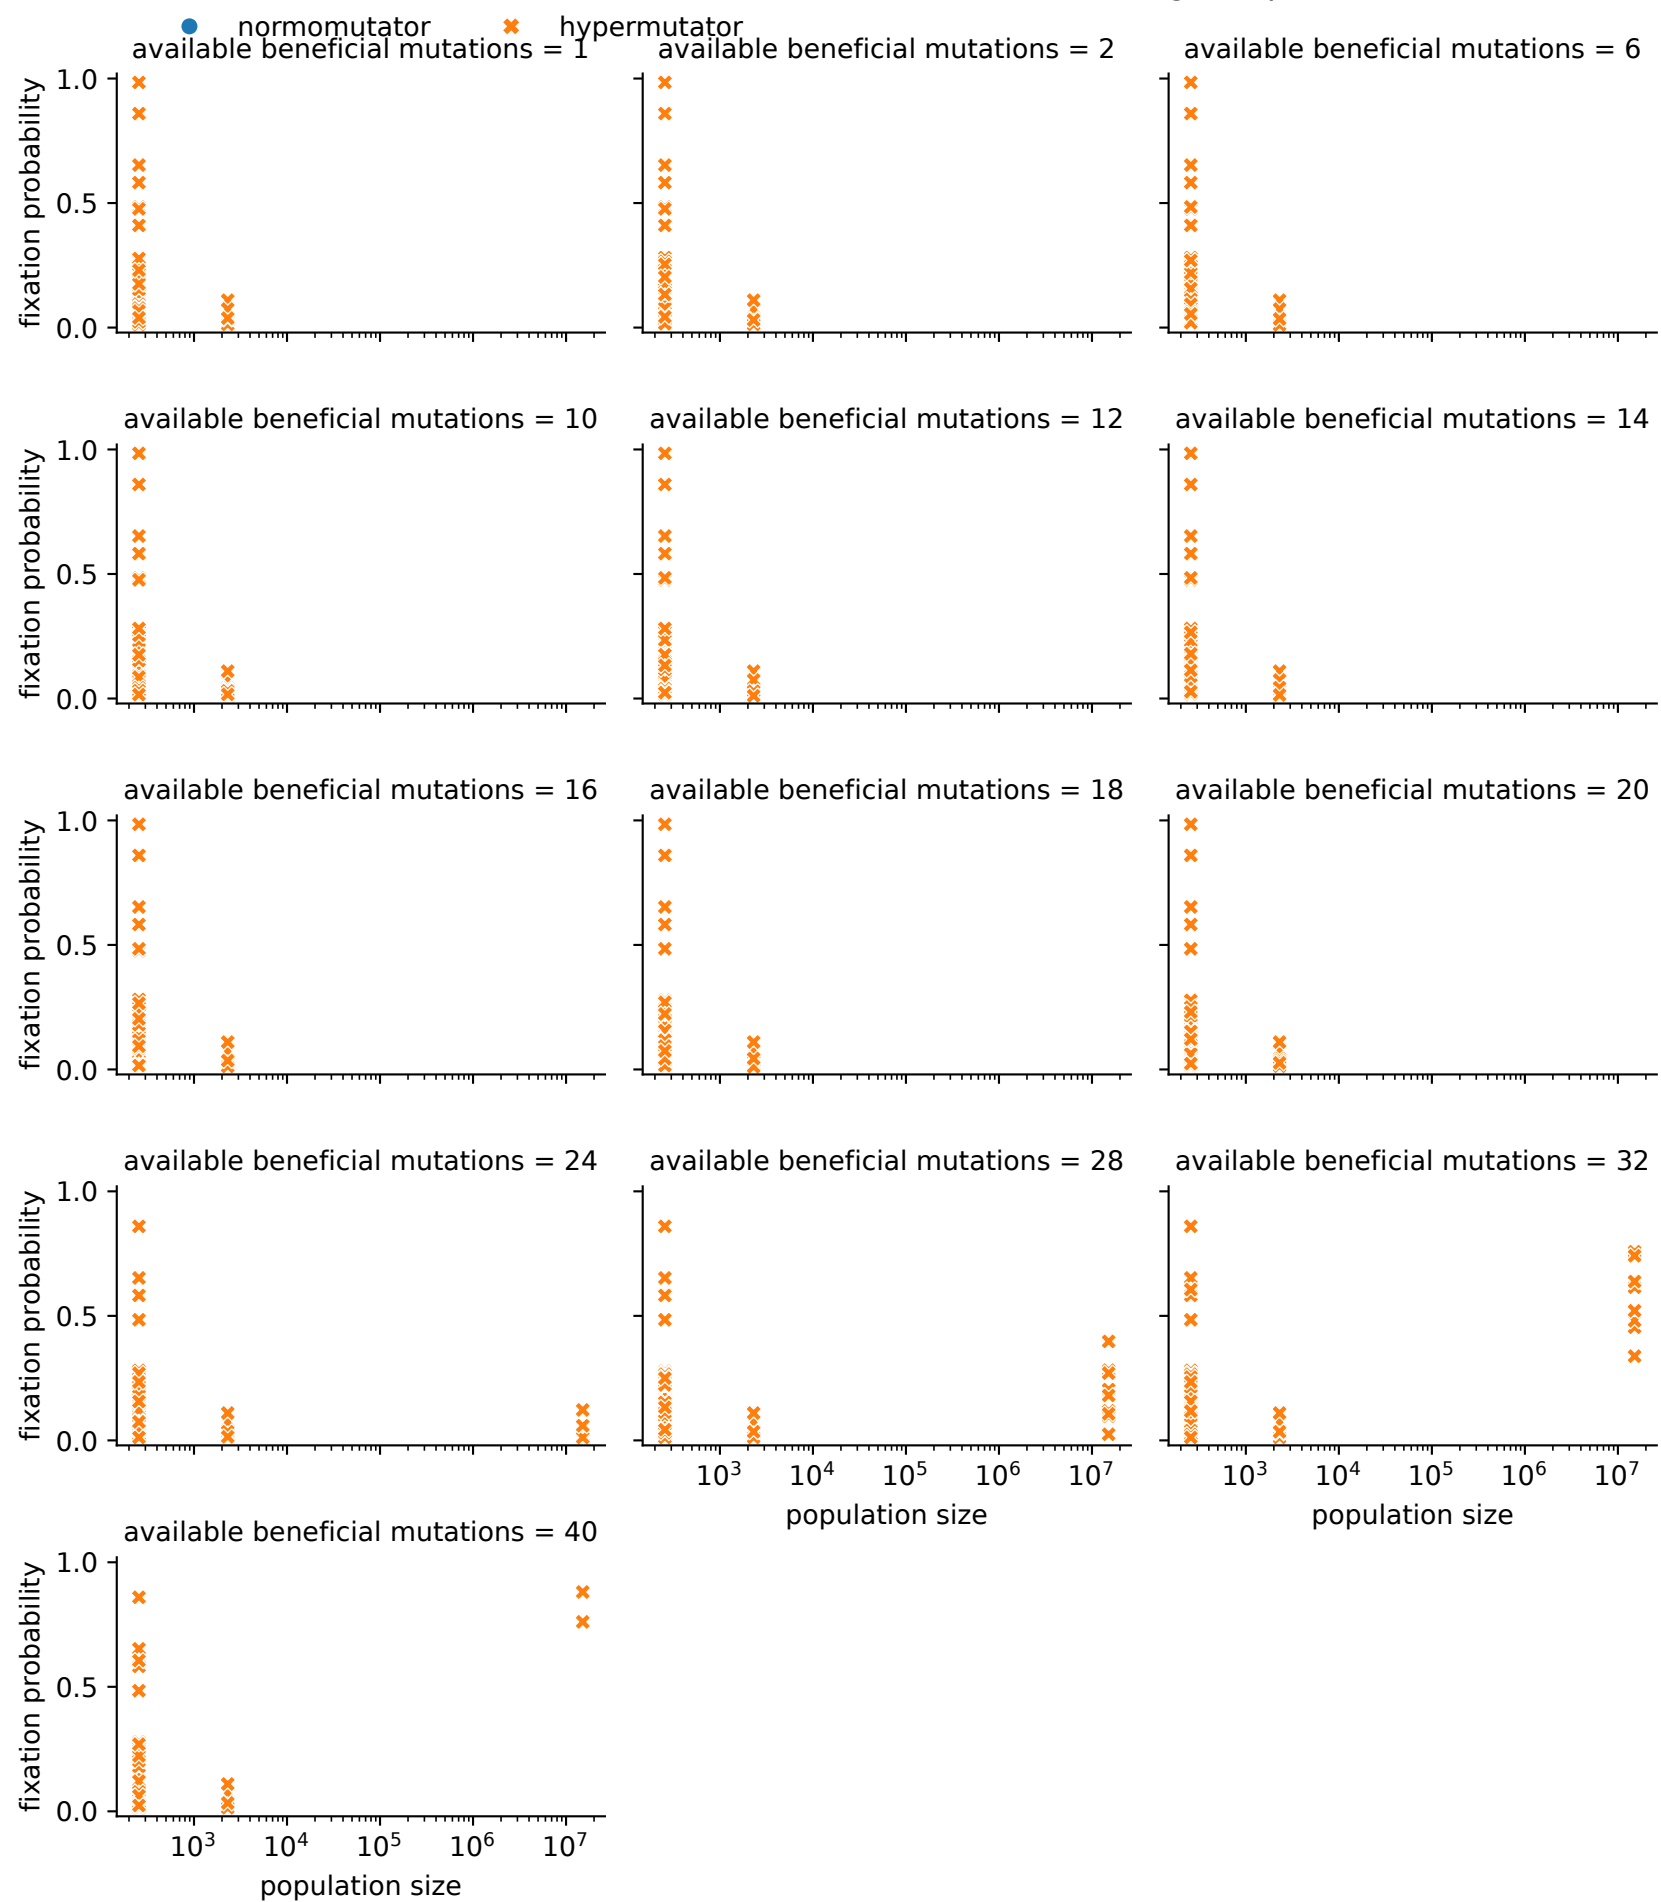 normomutator hypermutator
available beneficial mutations = 1 available beneficial mutations = 2 available beneficial mutations = 6
fixation probability
1.0
0.5
0.0
available beneficial mutations = 10 available beneficial mutations = 12 available beneficial mutations = 14
fixation probability
1.0
0.5
0.0
available beneficial mutations = 16 available beneficial mutations = 18 available beneficial mutations = 20
fixation probability
1.0
0.5
0.0
available beneficial mutations = 24 available beneficial mutations = 28 available beneficial mutations = 32
fixation probability
1.0
0.5
0.0
10³ 10⁴ 10⁵ 10⁶ 10⁷ 10³ 10⁴ 10⁵ 10⁶ 10⁷
population size population size
available beneficial mutations = 40
fixation probability
1.0
0.5
0.0
10³ 10⁴ 10⁵ 10⁶ 10⁷
population size